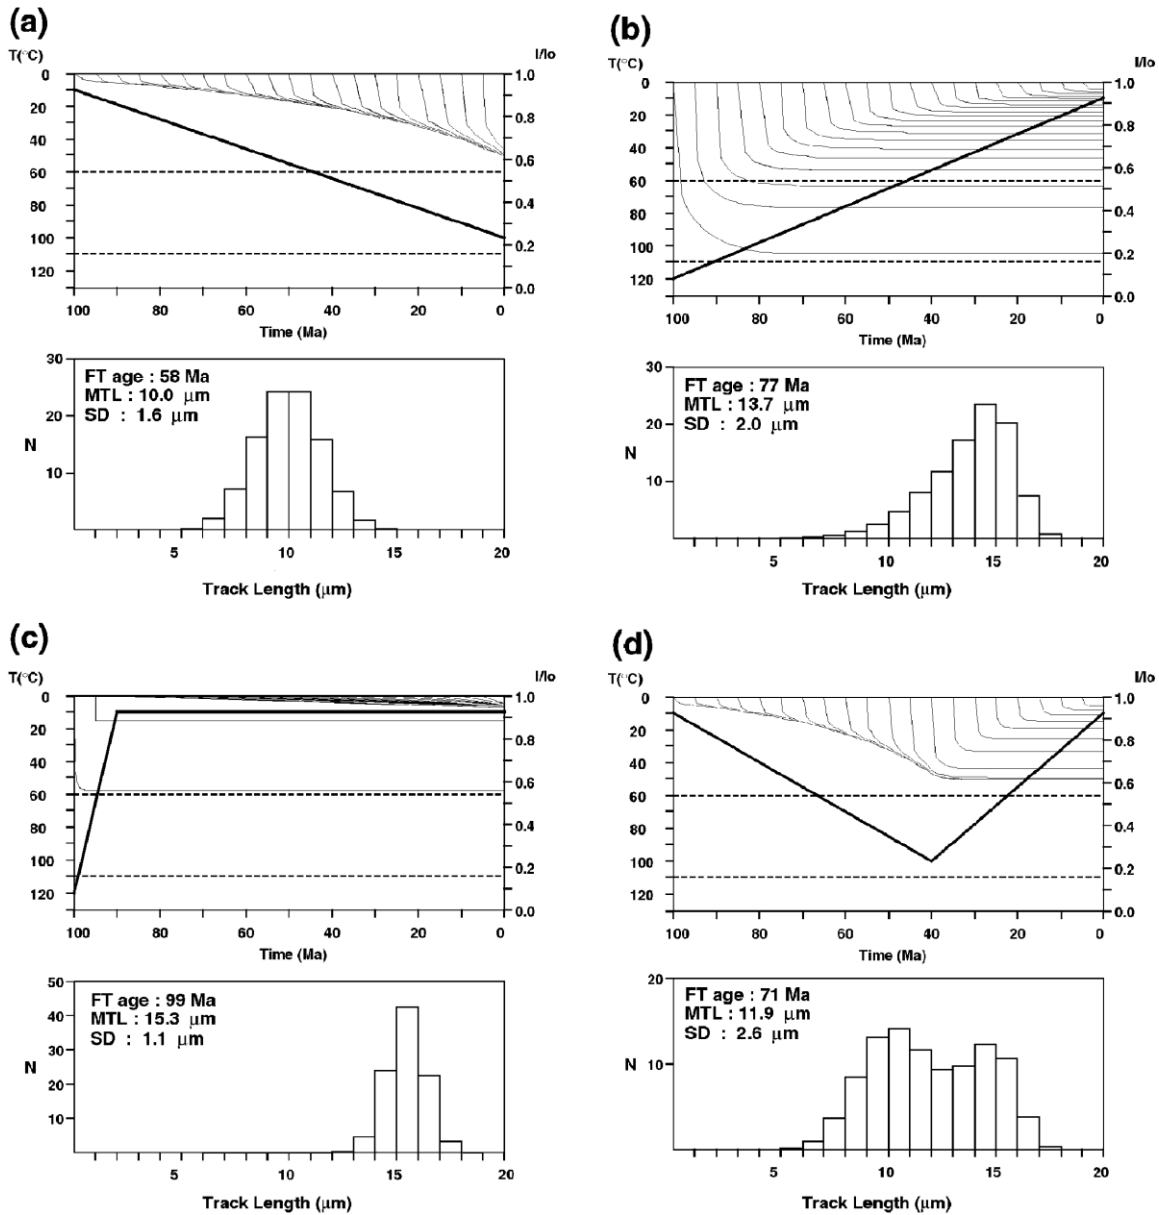 (a)
T(°C)
l/lo
0
20
40
60
80
100
120
1.0
0.8
0.6
0.4
0.2
0.0
100
80
60
40
20
0
Time (Ma)
30
20
10
N
FT age : 58 Ma
MTL : 10.0 μm
SD : 1.6 μm
5
10
15
20
Track Length (μm)
(b)
T(°C)
l/lo
0
20
40
60
80
100
120
1.0
0.8
0.6
0.4
0.2
0.0
100
80
60
40
20
0
Time (Ma)
30
20
10
N
FT age : 77 Ma
MTL : 13.7 μm
SD : 2.0 μm
5
10
15
20
Track Length (μm)
(c)
T(°C)
l/lo
0
20
40
60
80
100
120
1.0
0.8
0.6
0.4
0.2
0.0
100
80
60
40
20
0
Time (Ma)
50
40
30
20
10
N
FT age : 99 Ma
MTL : 15.3 μm
SD : 1.1 μm
5
10
15
20
Track Length (μm)
(d)
T(°C)
l/lo
0
20
40
60
80
100
120
1.0
0.8
0.6
0.4
0.2
0.0
100
80
60
40
20
0
Time (Ma)
20
10
N
FT age : 71 Ma
MTL : 11.9 μm
SD : 2.6 μm
5
10
15
20
Track Length (μm)